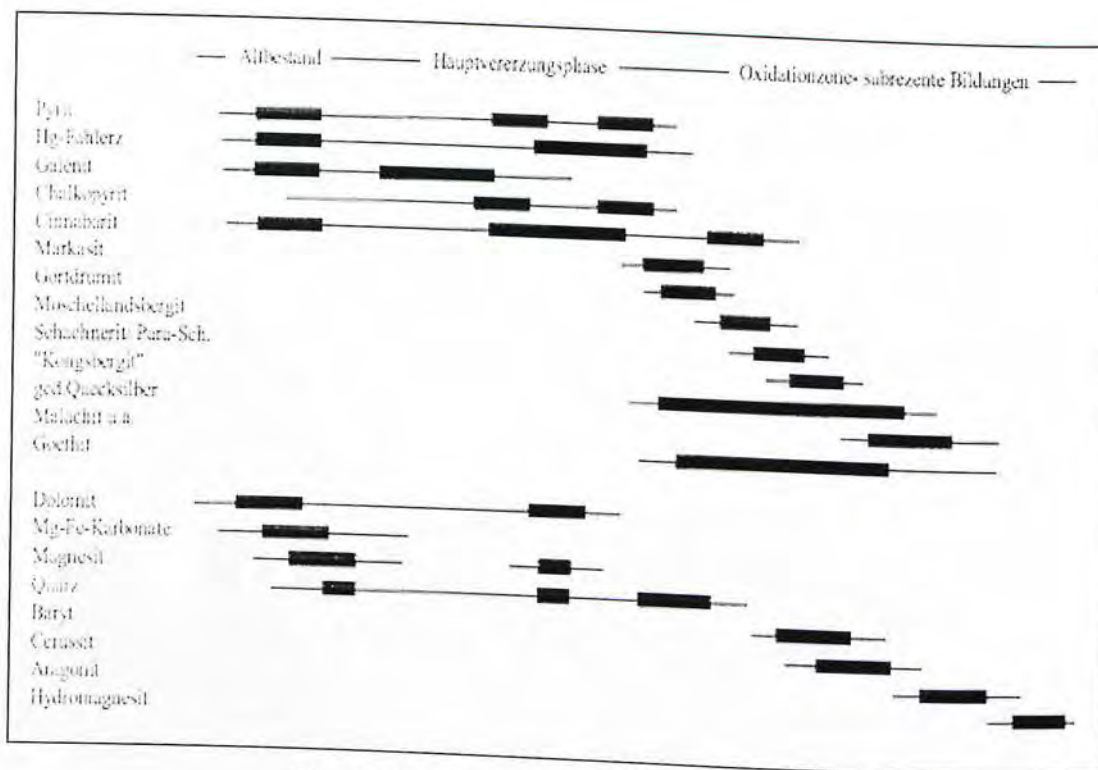 Altbestand Hauptvererzungsphase Oxidationzone- subrezente Bildungen
Pyrit
Hg-Fahlerz
Galenit
Chalkopyrit
Cinnabarit
Markasit
Gortdrumit
Moschellandsbergit
Schachnerit/ Para-Sch.
"Kongsbergit"
ged.Quecksilber
Malachit u.a.
Goethit
Dolomit
Mg-Fe-Karbonate
Magnesit
Quarz
Baryt
Cerussit
Aragonit
Hydromagnesit